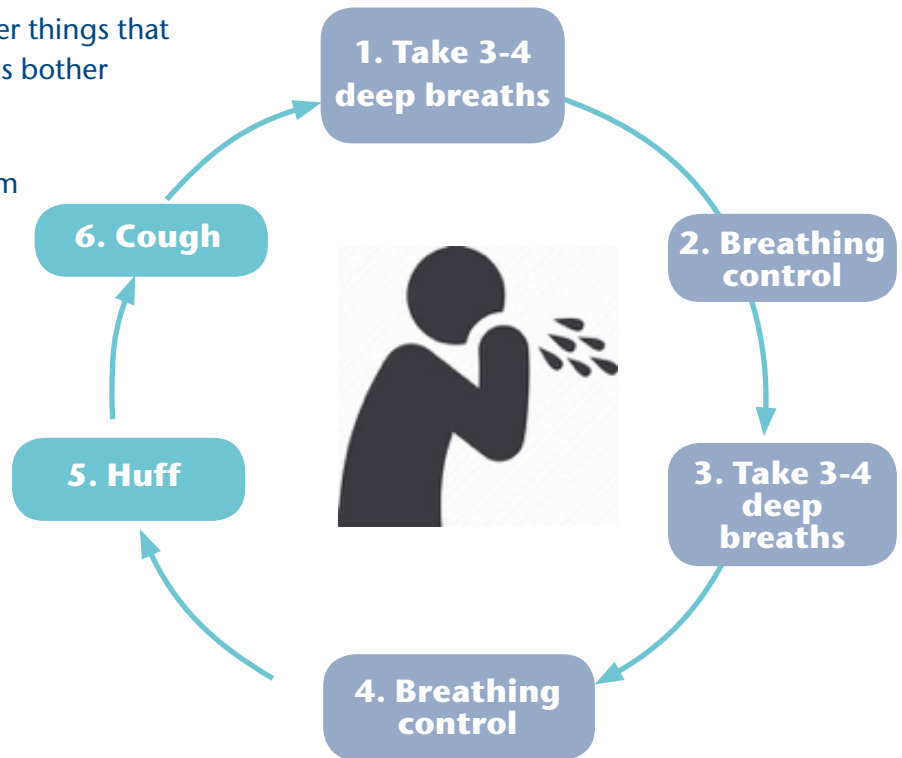 er things that
s bother
m
1. Take 3-4
deep breaths
2. Breathing
control
3. Take 3-4
deep
breaths
4. Breathing
control
5. Huff
6. Cough